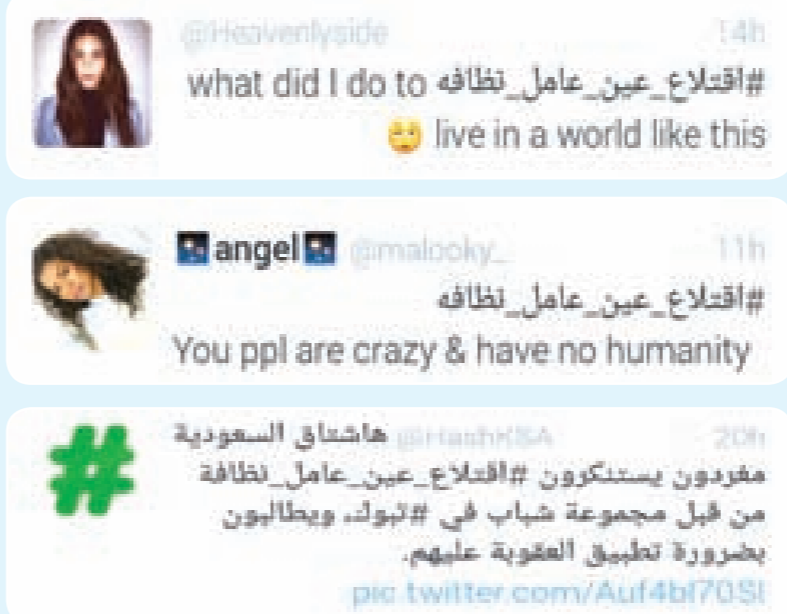 @Heavenlyside 14h
#اقتلاع_عين_عامل_نظافه what did I do to
live in a world like this 🙄
angel @malooky_ 11h
#اقتلاع_عين_عامل_نظافه
You ppl are crazy & have no humanity
هاشتاق السعودية @HashKSA 20h
مغردون يستنكرون #اقتلاع_عين_عامل_نظافة
من قبل مجموعة شباب في #تبوك، ويطالبون
بضرورة تطبيق العقوبة عليهم.
pic.twitter.com/Auf4bl70Sl